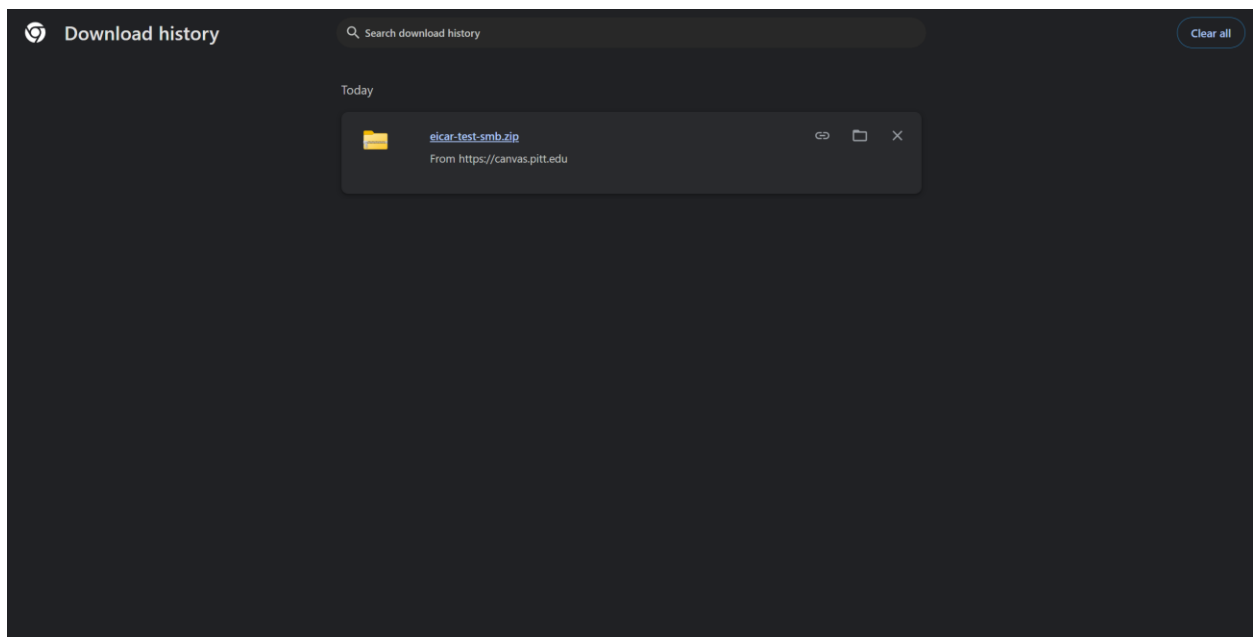 Download history
Search download history
Clear all
Today
eicar-test-smb.zip
From https://canvas.pitt.edu